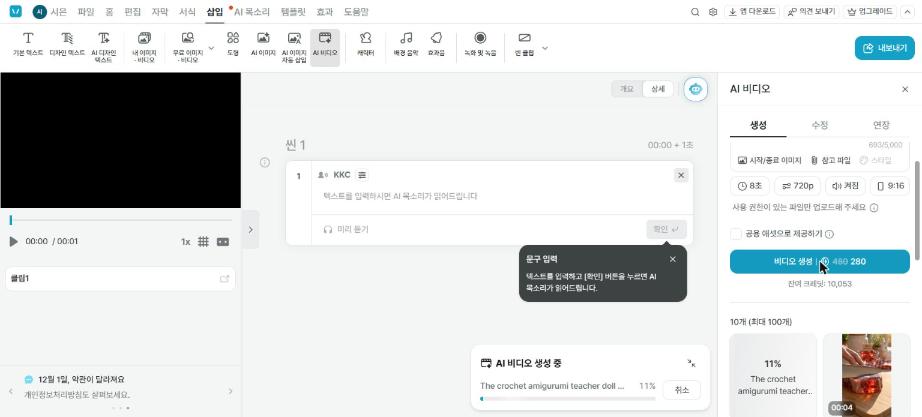 시은 파일 홈 편집 자막 서식 삽입 AI 목소리 템플릿 효과 도움말
앱 다운로드 의견 보내기 업그레이드
기본 텍스트 디자인 텍스트 AI 디자인 텍스트 내 이미지·비디오 무료 이미지·비디오 도형 AI 이미지 AI 이미지 자동 삽입 AI 비디오 캐릭터 배경 음악 효과음 녹화 및 녹음 빈 클립
내보내기
개요 상세
씬 1
00:00 + 1초
1 KKC
텍스트를 입력하시면 AI 목소리가 읽어드립니다
미리 듣기
확인
문구 입력
텍스트를 입력하고 [확인] 버튼을 누르면 AI
목소리가 읽어드립니다.
00:00 / 00:01
1x
클립1
12월 1일, 약관이 달라져요
개인정보처리방침도 살펴보세요.
AI 비디오 생성 중
The crochet amigurumi teacher doll ... 11%
취소
AI 비디오
생성 수정 연장
693/5,000
시작/종료 이미지 참고 파일 스타일
8초 720p 켜짐 9:16
사용 권한이 있는 파일만 업로드해 주세요
공용 애셋으로 제공하기
비디오 생성 | 280
잔여 크레딧: 10,053
10개 (최대 100개)
11%
The crochet
amigurumi teacher..
00:04